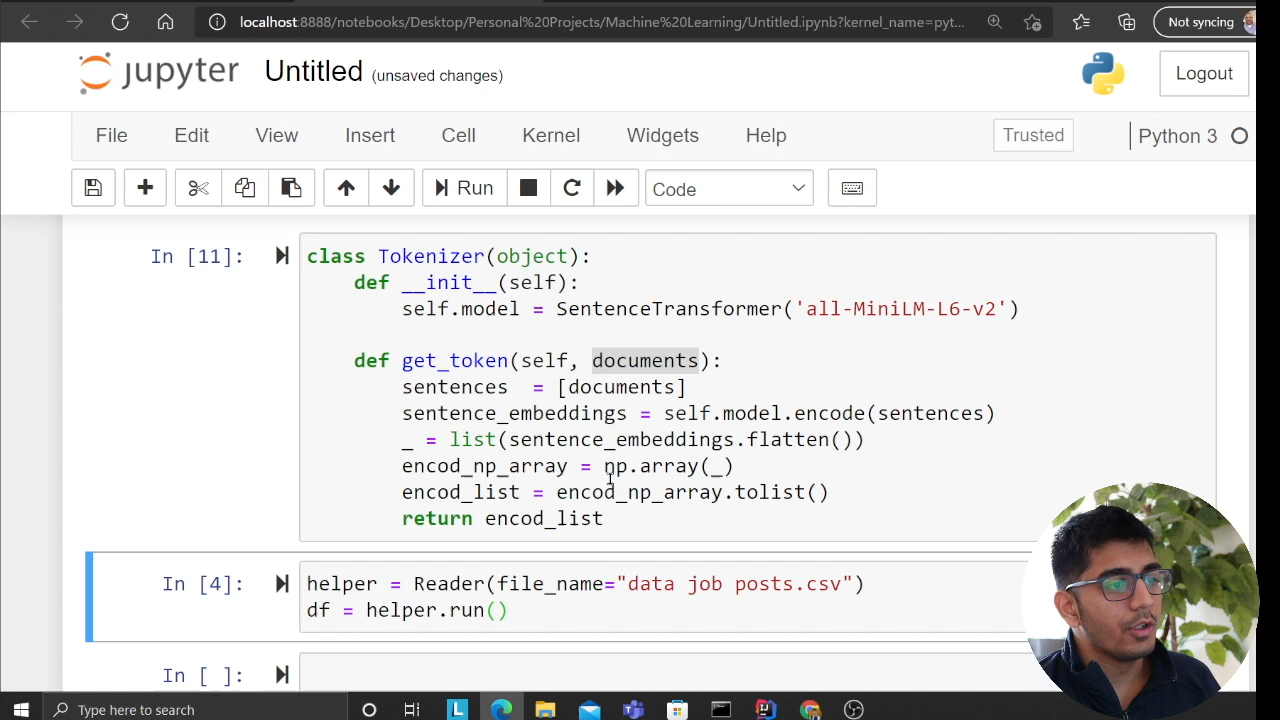 localhost:8888/notebooks/Desktop/Personal%20Projects/Machine%20Learning/Untitled.ipynb?kernel_name=pyt...
Not syncing
jupyter Untitled (unsaved changes)
Logout
File Edit View Insert Cell Kernel Widgets Help Trusted Python 3
Run Code
In [11]:
class Tokenizer(object):
    def __init__(self):
        self.model = SentenceTransformer('all-MiniLM-L6-v2')
    def get_token(self, documents):
        sentences  = [documents]
        sentence_embeddings = self.model.encode(sentences)
        _ = list(sentence_embeddings.flatten())
        encod_np_array = np.array(_)
        encod_list = encod_np_array.tolist()
        return encod_list
In [4]:
helper = Reader(file_name="data job posts.csv")
df = helper.run()
In [ ]:
Type here to search